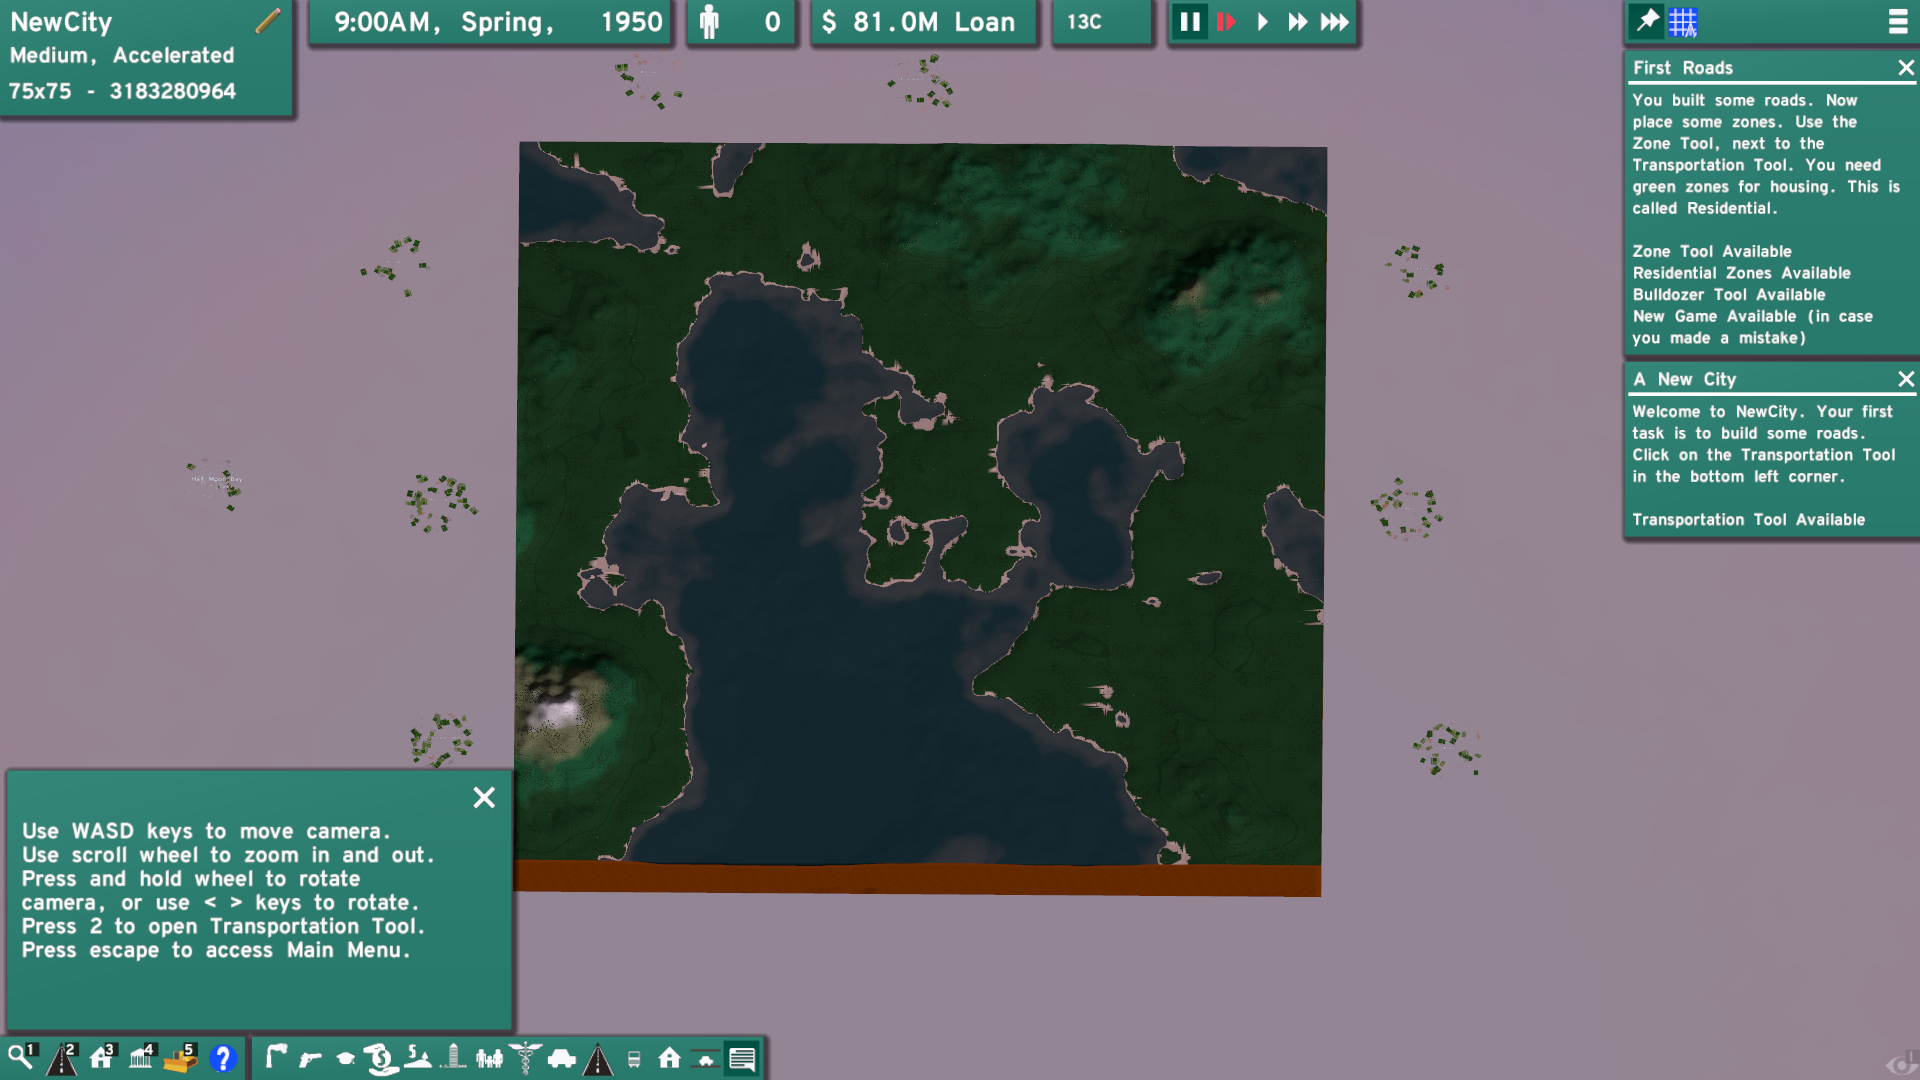 NewCity
Medium, Accelerated
75x75 - 3183280964
9:00AM, Spring, 1950
0
$ 81.0M Loan
13C
First Roads
You built some roads. Now
place some zones. Use the
Zone Tool, next to the
Transportation Tool. You need
green zones for housing. This is
called Residential.
Zone Tool Available
Residential Zones Available
Bulldozer Tool Available
New Game Available (in case
you made a mistake)
A New City
Welcome to NewCity. Your first
task is to build some roads.
Click on the Transportation Tool
in the bottom left corner.
Transportation Tool Available
Half Moon Bay
Use WASD keys to move camera.
Use scroll wheel to zoom in and out.
Press and hold wheel to rotate
camera, or use < > keys to rotate.
Press 2 to open Transportation Tool.
Press escape to access Main Menu.
1 2 3 4 5 ?